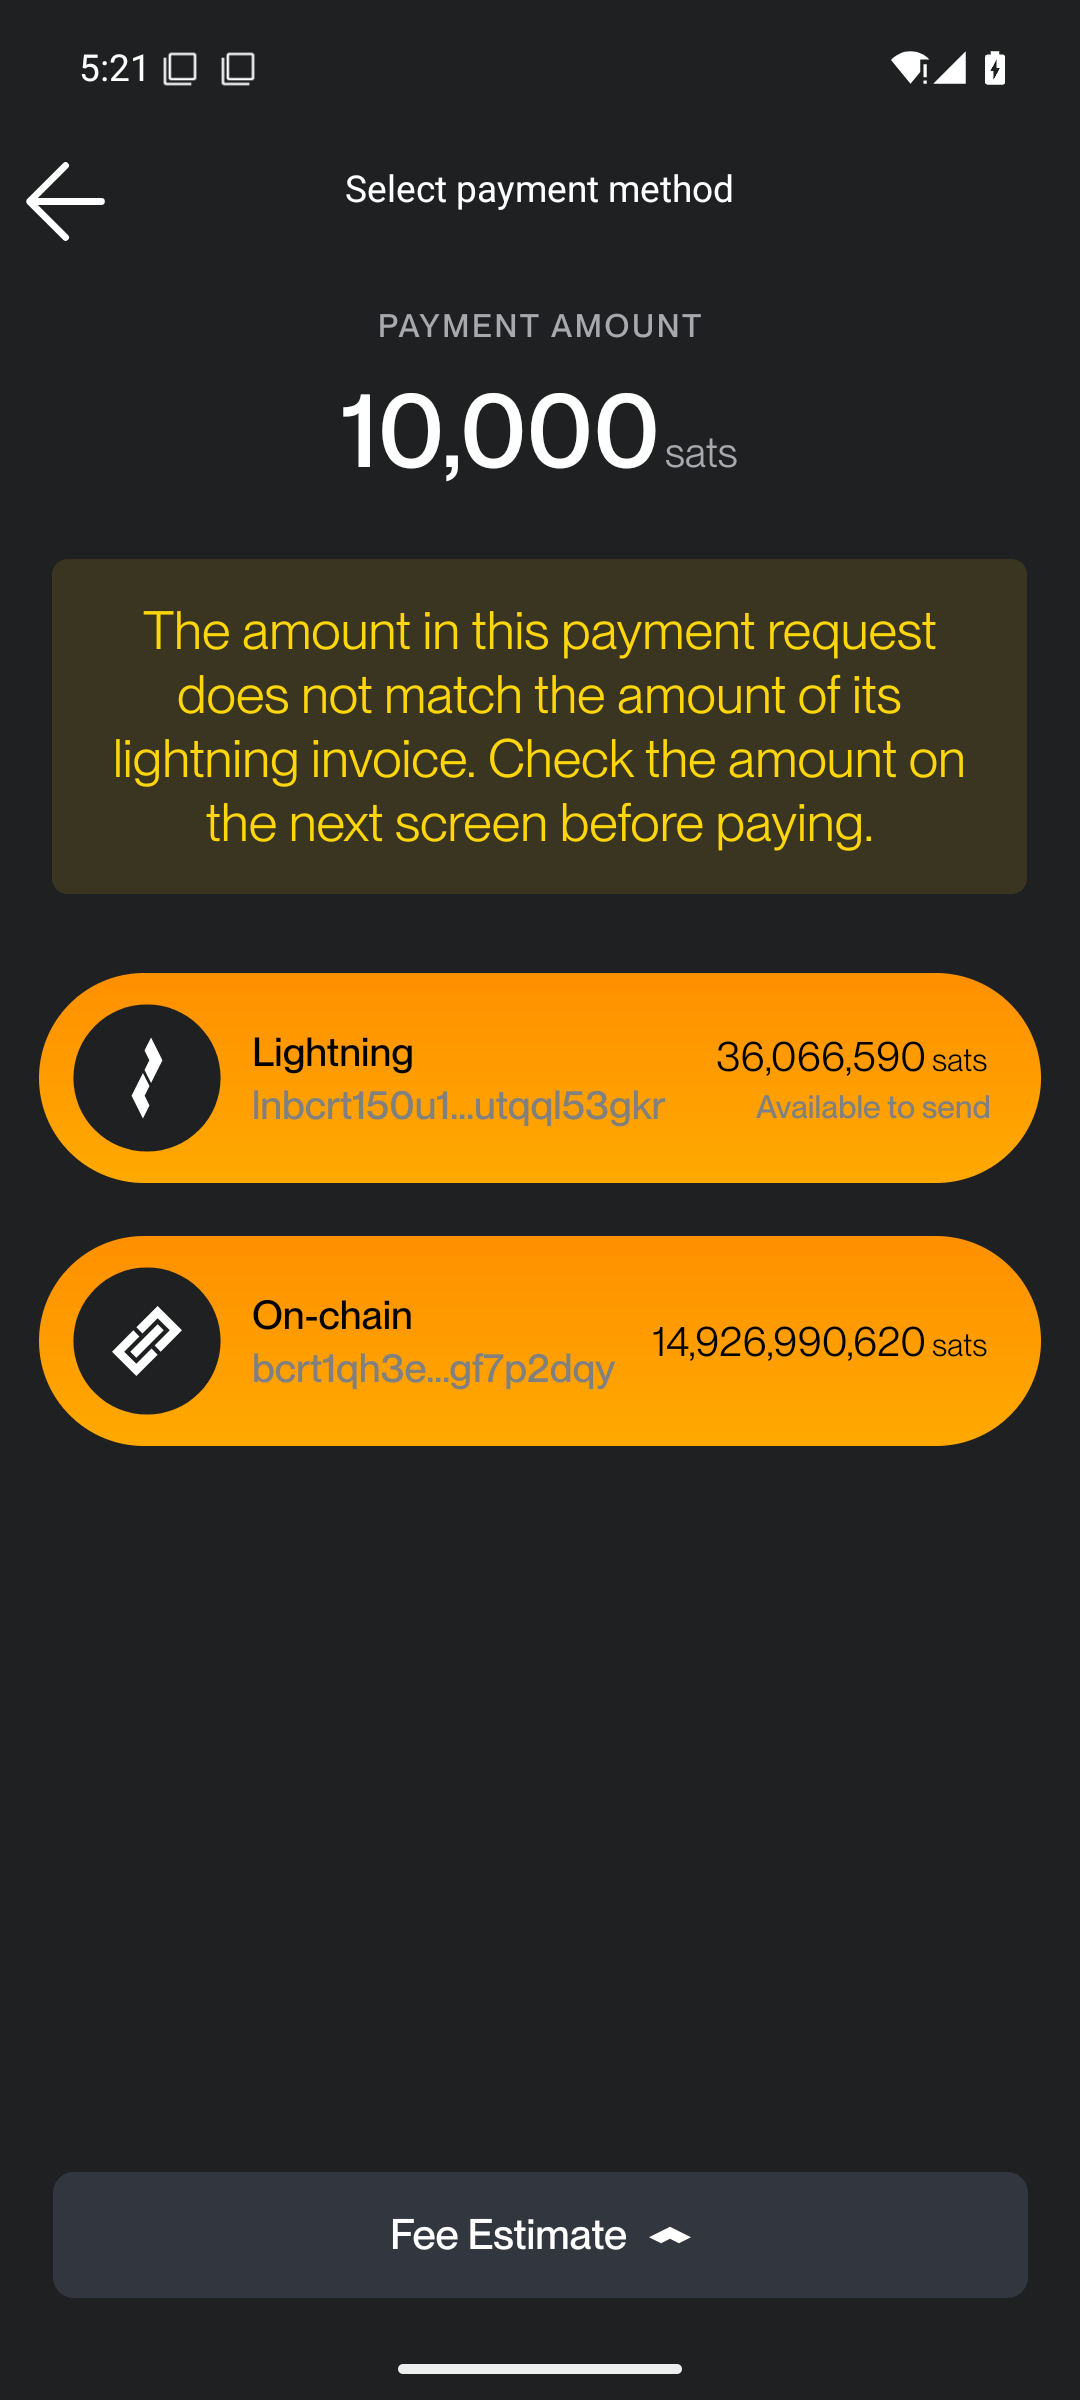 5:21
Select payment method
PAYMENT AMOUNT
10,000 sats
The amount in this payment request
does not match the amount of its
lightning invoice. Check the amount on
the next screen before paying.
Lightning
36,066,590 sats
lnbcrt150u1...utqql53gkr
Available to send
On-chain
14,926,990,620 sats
bcrt1qh3e...gf7p2dqy
Fee Estimate